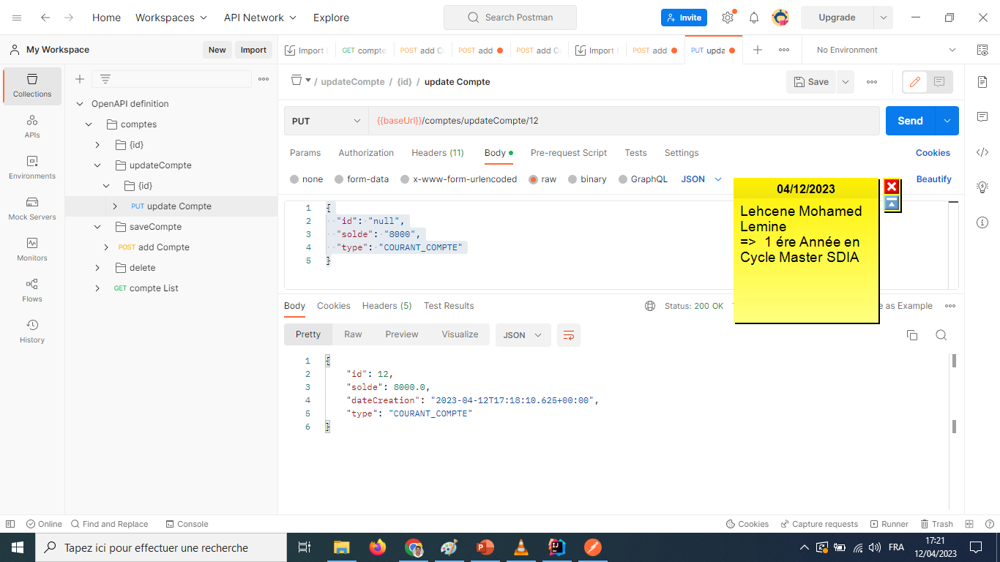 Home Workspaces API Network Explore Search Postman Invite Upgrade
My Workspace New Import Import GET compte POST add C POST add POST add C Import POST add PUT upda No Environment
Collections
APIs
Environments
Mock Servers
Monitors
Flows
History
OpenAPI definition
comptes
{id}
updateCompte
{id}
PUT update Compte
saveCompte
POST add Compte
delete
GET compte List
/ updateCompte / {id} / update Compte Save
PUT {{baseUrl}}/comptes/updateCompte/12 Send
Params Authorization Headers (11) Body Pre-request Script Tests Settings Cookies
none form-data x-www-form-urlencoded raw binary GraphQL JSON Beautify
1 {
2 "id": "null",
3 "solde": "8000",
4 "type": "COURANT_COMPTE"
5 }
04/12/2023
Lehcene Mohamed
Lemine
=> 1 ére Année en
Cycle Master SDIA
Body Cookies Headers (5) Test Results Status: 200 OK e as Example
Pretty Raw Preview Visualize JSON
1 {
2 "id": 12,
3 "solde": 8000.0,
4 "dateCreation": "2023-04-12T17:18:10.625+00:00",
5 "type": "COURANT_COMPTE"
6 }
Online Find and Replace Console Cookies Capture requests Runner Trash
Tapez ici pour effectuer une recherche FRA 17:21
12/04/2023